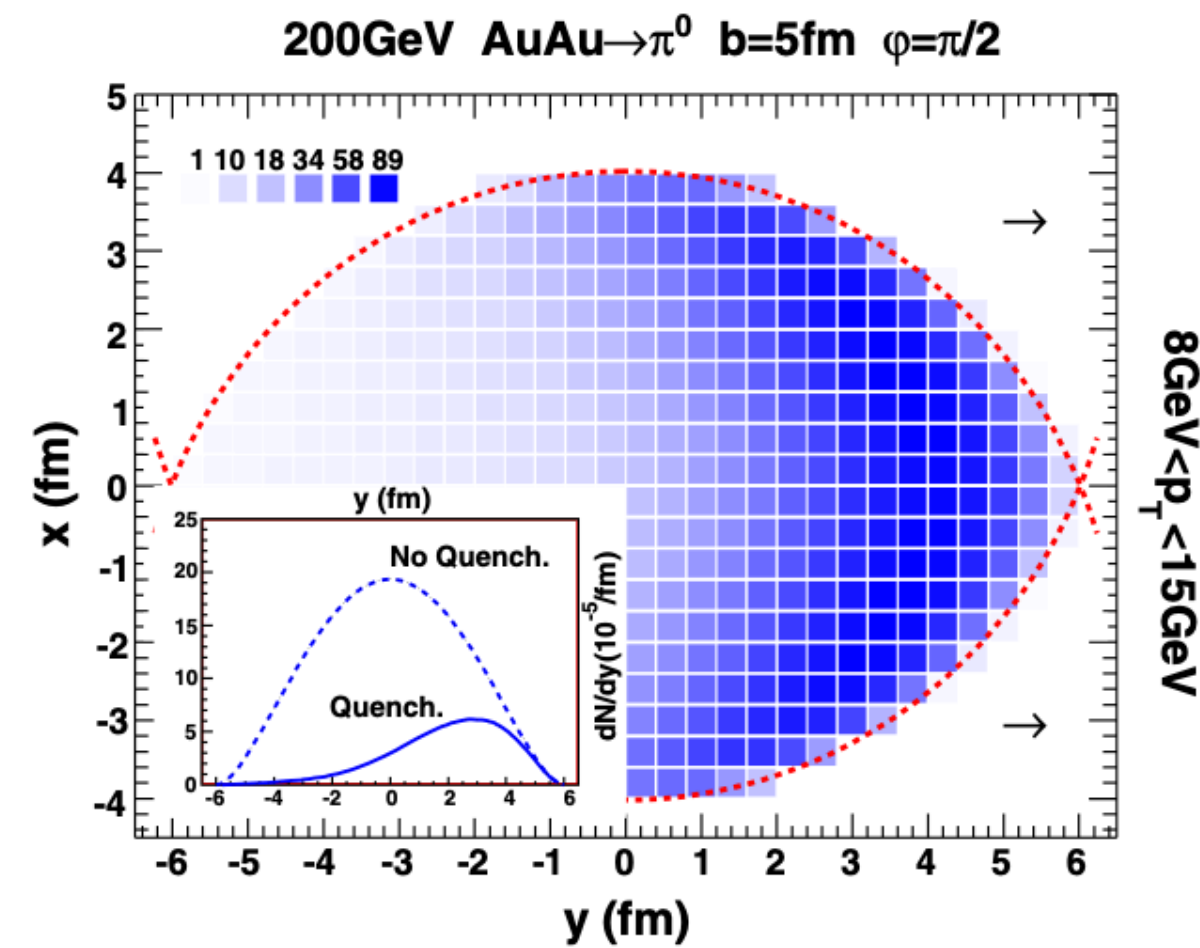 200GeV AuAu→π⁰ b=5fm φ=π/2
5
4
3
2
1
0
-1
-2
-3
-4
x (fm)
1 10 18 34 58 89
→
→
8GeV<p_T<15GeV
y (fm)
25
20
15
10
5
0
No Quench.
Quench.
-6 -4 -2 0 2 4 6
dN/dy(10⁻⁵/fm)
-6 -5 -4 -3 -2 -1 0 1 2 3 4 5 6
y (fm)